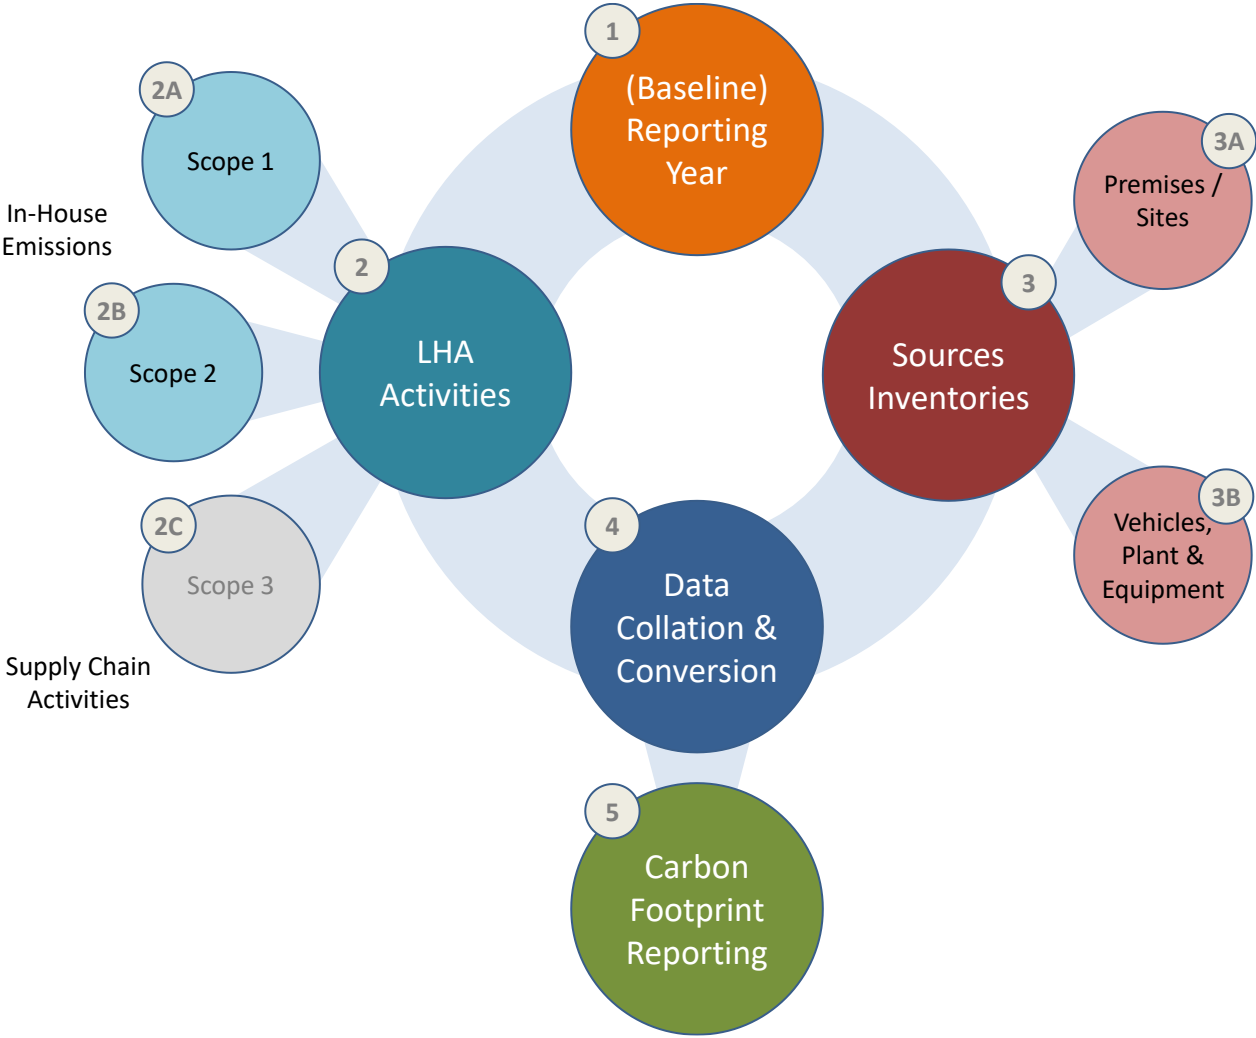 1
(Baseline)
Reporting
Year
2A
Scope 1
In-House
Emissions
2B
Scope 2
2
LHA
Activities
2C
Scope 3
Supply Chain
Activities
3
Sources
Inventories
3A
Premises /
Sites
3B
Vehicles,
Plant &
Equipment
4
Data
Collation &
Conversion
5
Carbon
Footprint
Reporting